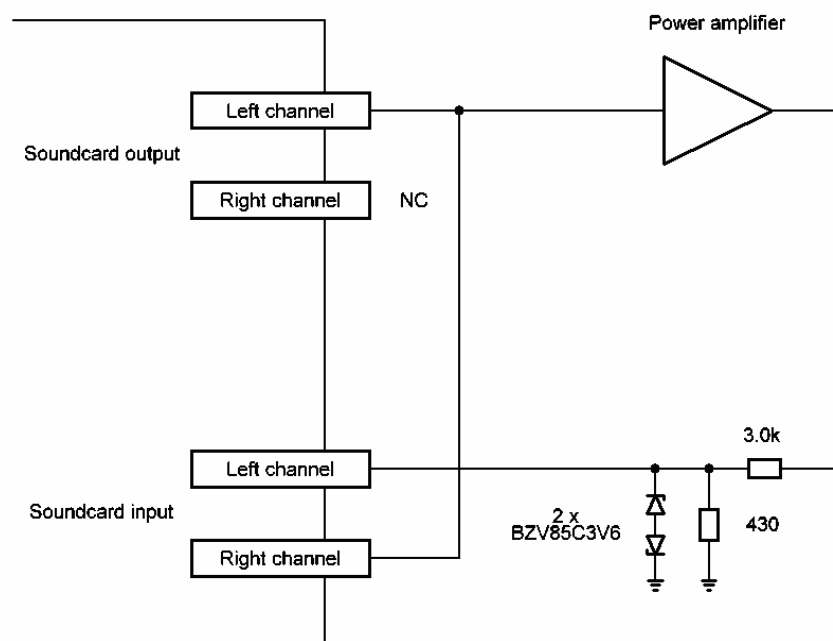 Power amplifier
Left channel
Soundcard output
Right channel
NC
3.0k
Left channel
Soundcard input
2 x
BZV85C3V6
430
Right channel